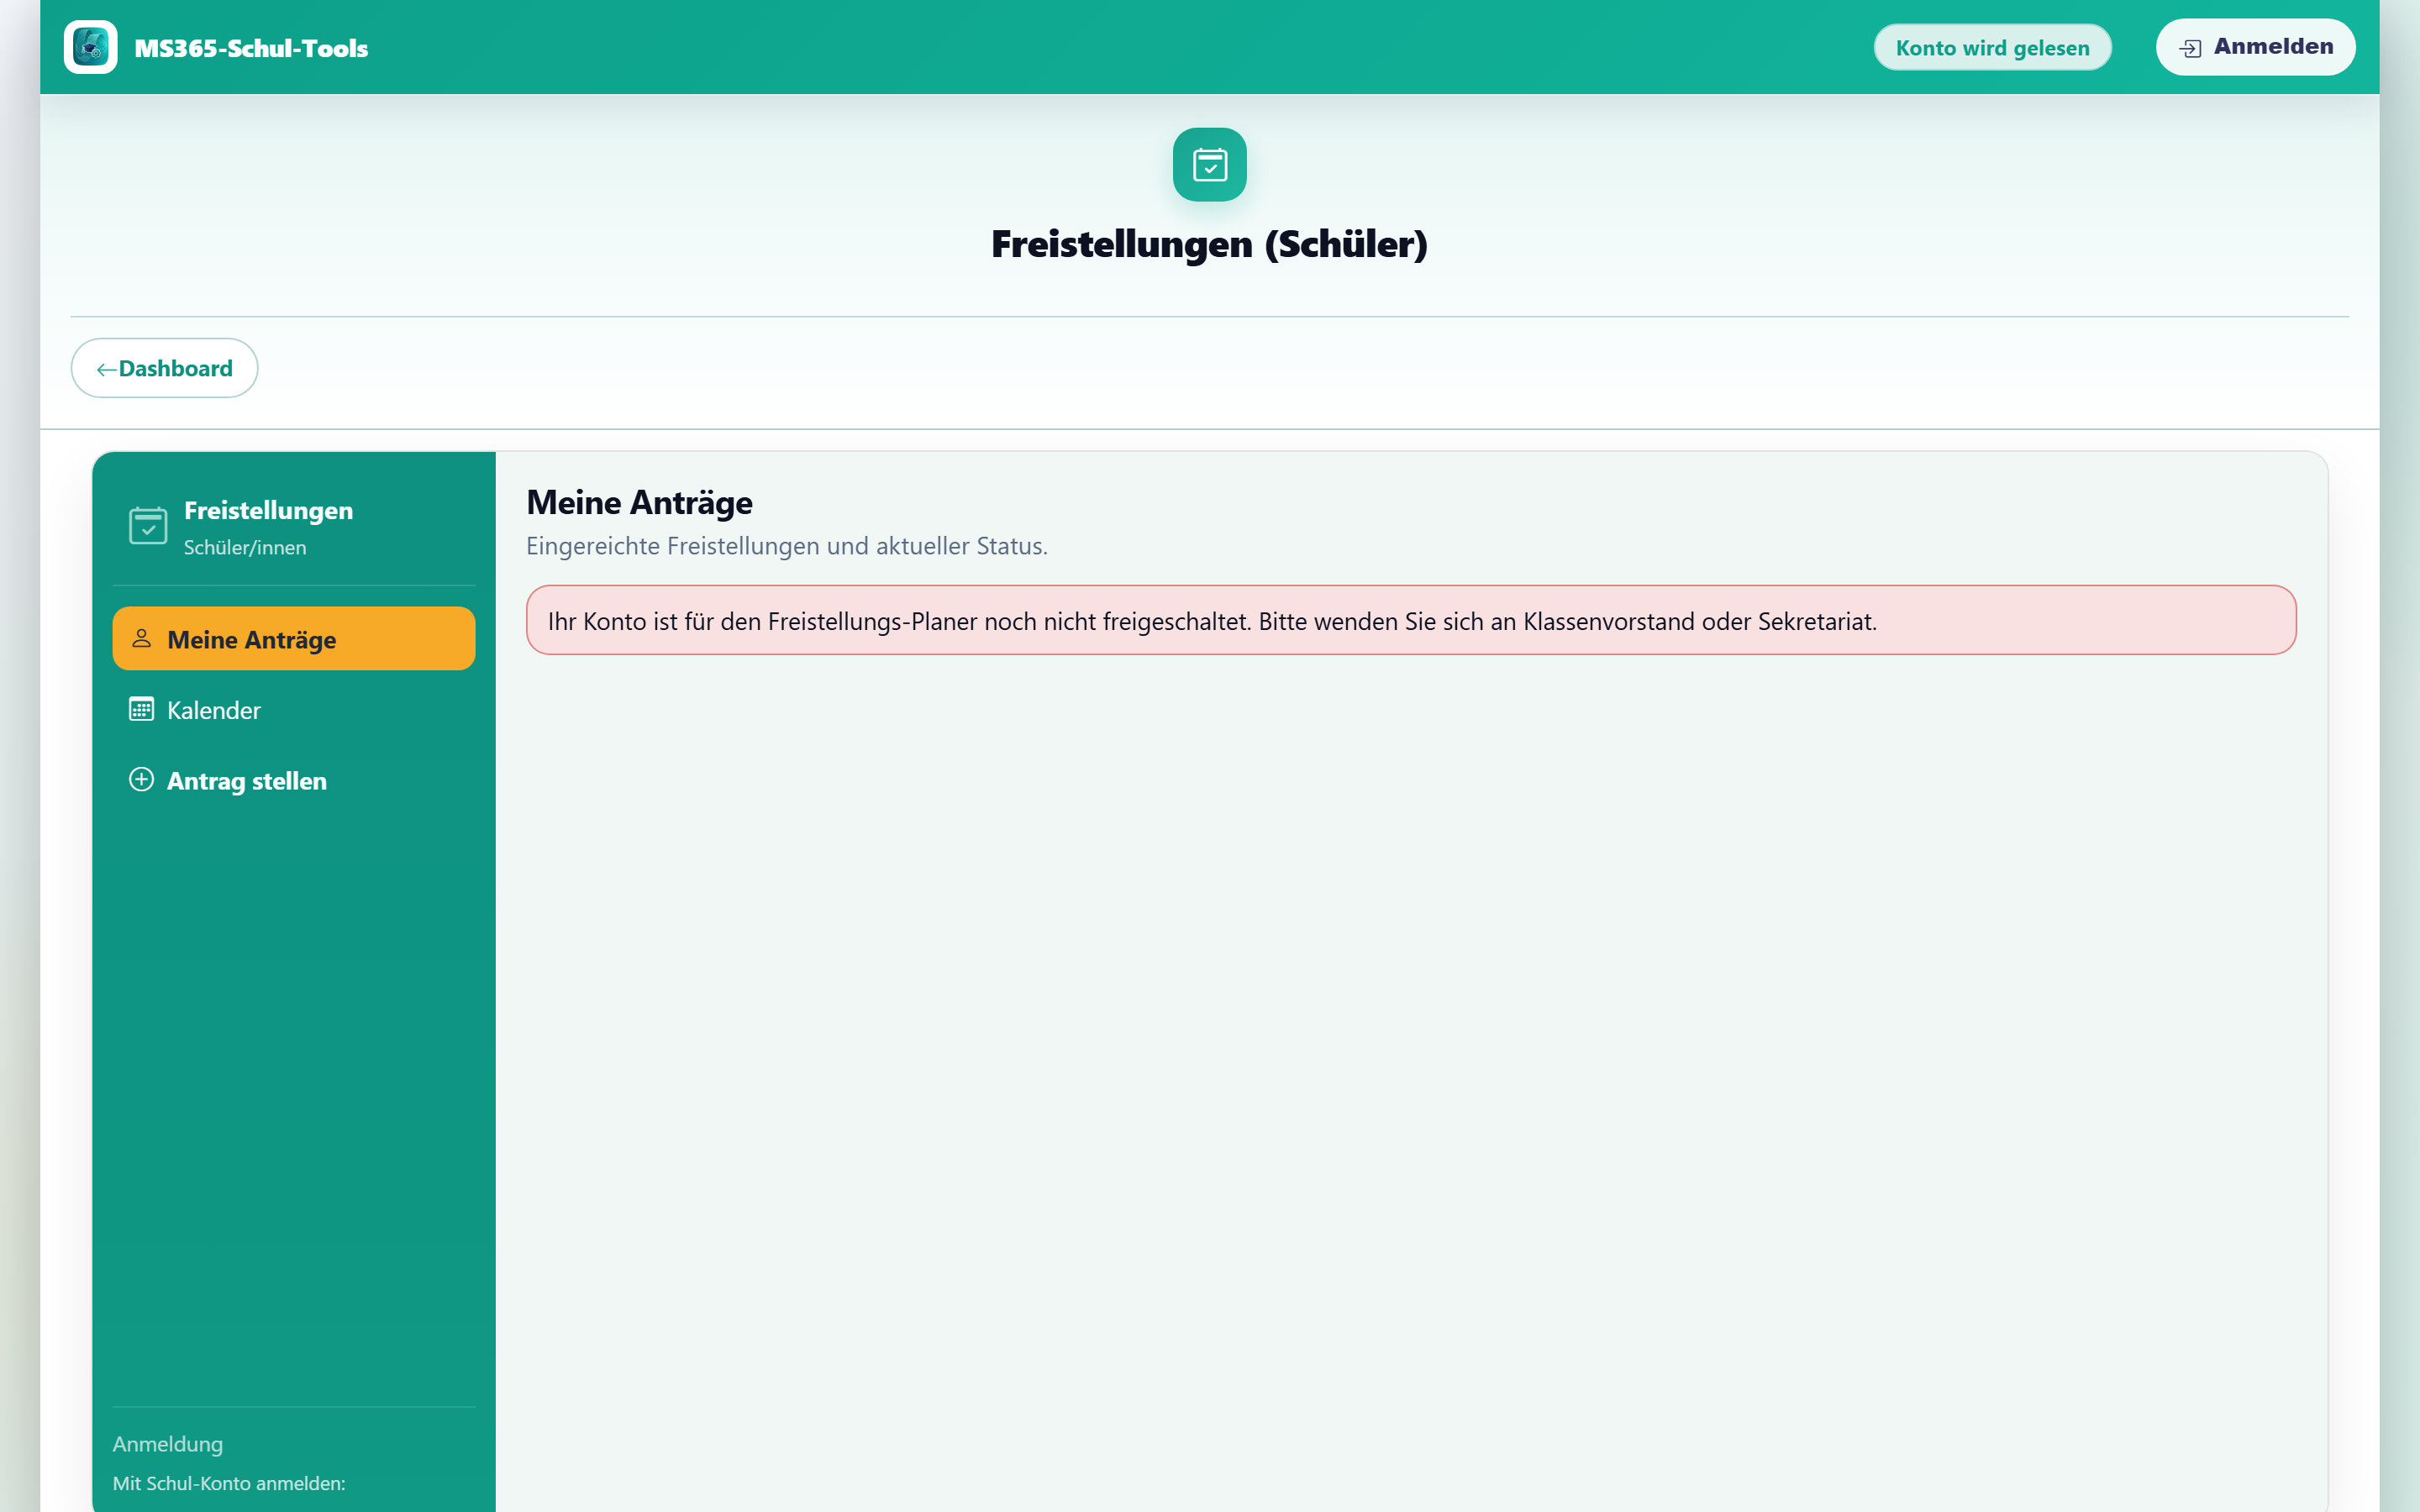 MS365-Schul-Tools
Konto wird gelesen
Anmelden
Freistellungen (Schüler)
←Dashboard
Freistellungen
Schüler/innen
Meine Anträge
Kalender
Antrag stellen
Anmeldung
Mit Schul-Konto anmelden:
Meine Anträge
Eingereichte Freistellungen und aktueller Status.
Ihr Konto ist für den Freistellungs-Planer noch nicht freigeschaltet. Bitte wenden Sie sich an Klassenvorstand oder Sekretariat.